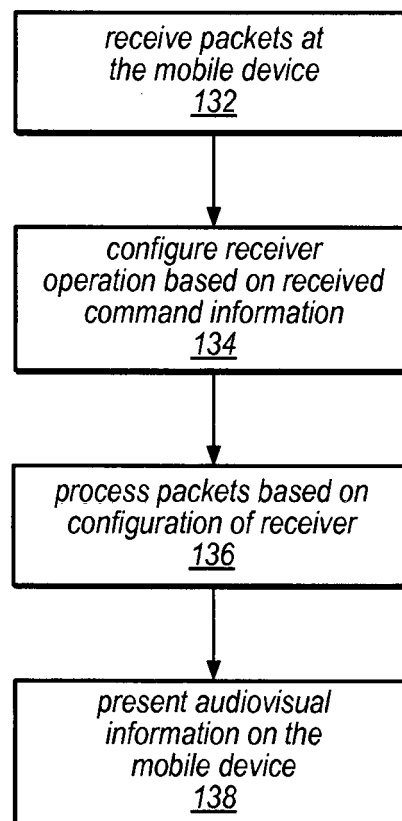 receive packets at
the mobile device
132
configure receiver
operation based on received
command information
134
process packets based on
configuration of receiver
136
present audiovisual
information on the
mobile device
138